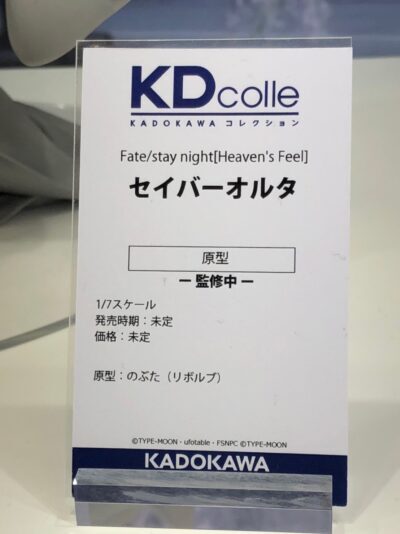 KDcolle
KADOKAWA コレクション
Fate/stay night[Heaven's Feel]
セイバーオルタ
原型
ー 監修中 ー
1/7スケール
発売時期：未定
価格：未定
原型：のぶた（リボルブ）
©TYPE-MOON・ufotable・FSNPC ©TYPE-MOON
KADOKAWA